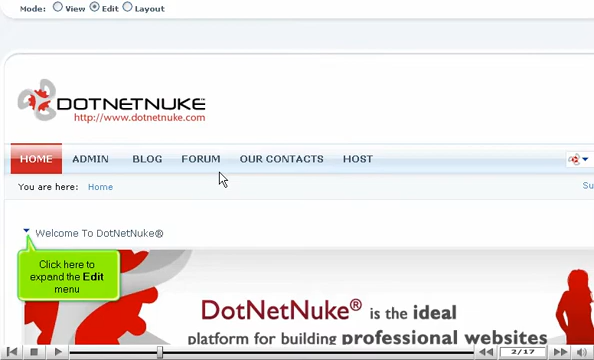 Mode: View Edit Layout
DOTNETNUKE
http://www.dotnetnuke.com
HOME ADMIN BLOG FORUM OUR CONTACTS HOST
You are here: Home Su
Welcome To DotNetNuke®
Click here to
expand the Edit
menu
DotNetNuke® is the ideal
platform for building professional websites
2/17